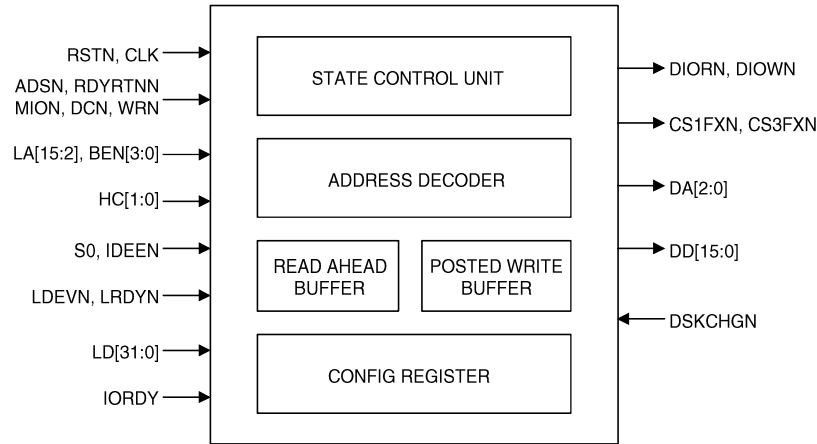 RSTN, CLK
ADSN, RDYRTNN
MION, DCN, WRN
LA[15:2], BEN[3:0]
HC[1:0]
S0, IDEEN
LDEVN, LRDYN
LD[31:0]
IORDY
STATE CONTROL UNIT
ADDRESS DECODER
READ AHEAD
BUFFER
POSTED WRITE
BUFFER
CONFIG REGISTER
DIORN, DIOWN
CS1FXN, CS3FXN
DA[2:0]
DD[15:0]
DSKCHGN